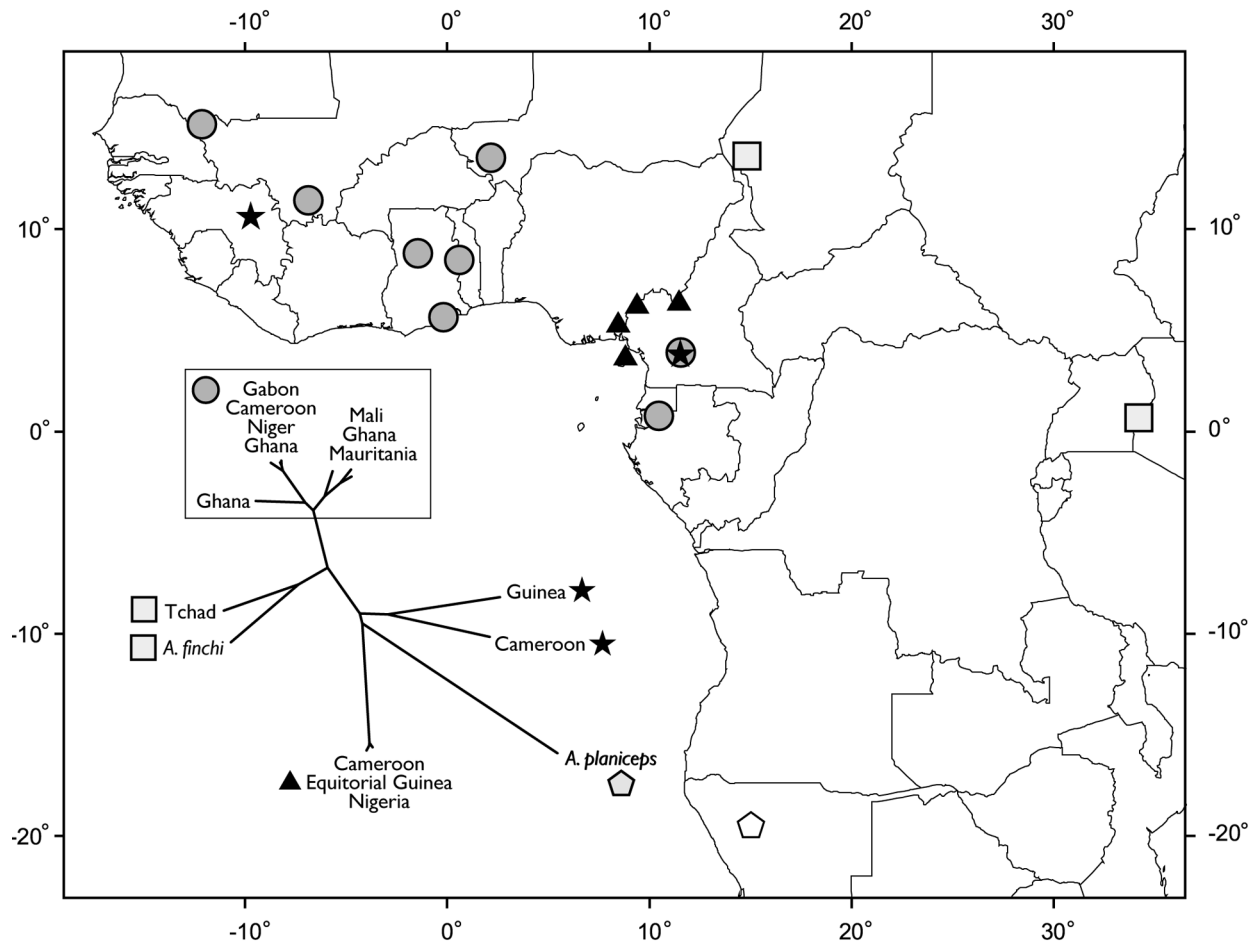 -10° 0° 10° 20° 30°
10° 10°
Gabon
Cameroon
Niger
Ghana
Mali
Ghana
Mauritania
0° 0°
Ghana
Guinea
Tchad
-10° -10°
A. finchi
Cameroon
A. planiceps
Cameroon
Equitorial Guinea
Nigeria
-20° -20°
-10° 0° 10° 20° 30°